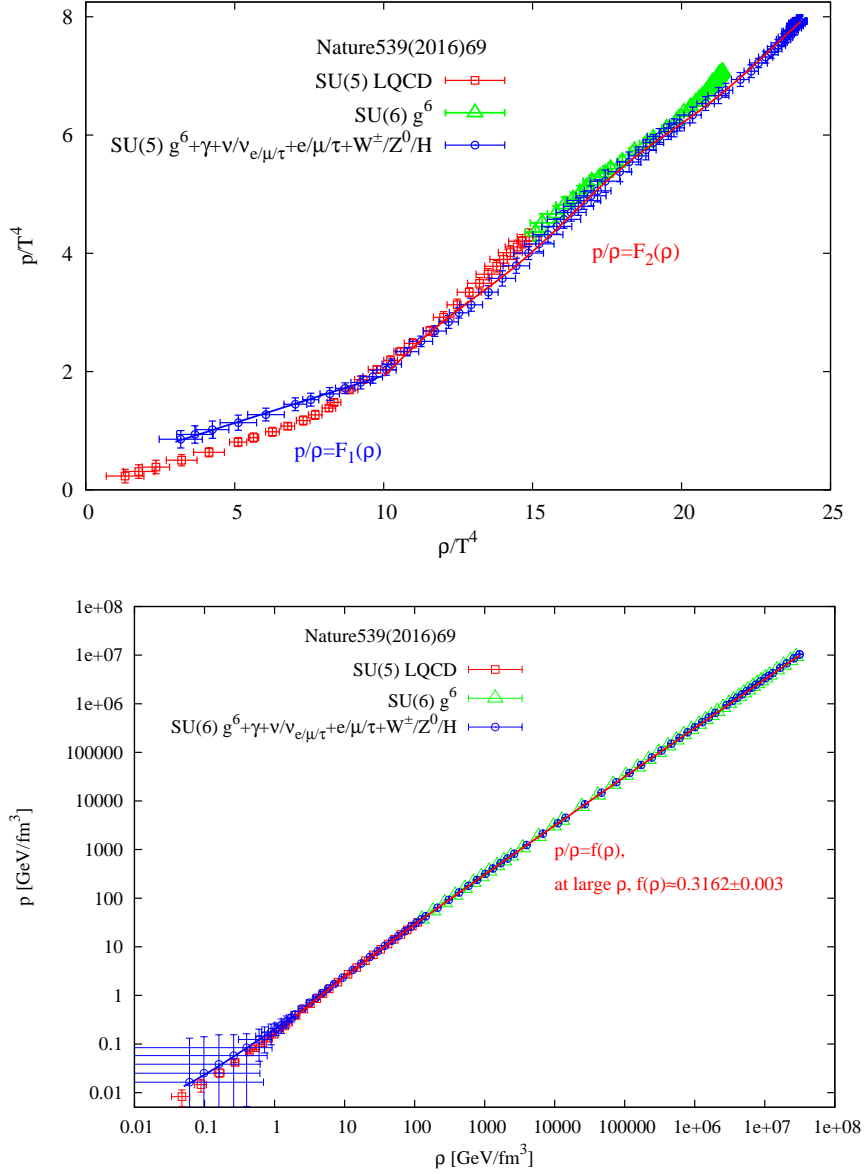 8
6
4
2
0
p/T⁴
Nature539(2016)69
SU(5) LQCD
SU(6) g⁶
SU(5) g⁶+γ+ν/ν_{e/μ/τ}+e/μ/τ+W^±/Z⁰/H
p/ρ=F₂(ρ)
p/ρ=F₁(ρ)
0 5 10 15 20 25
ρ/T⁴
1e+08
1e+07
1e+06
100000
10000
1000
100
10
1
0.1
0.01
p [GeV/fm³]
Nature539(2016)69
SU(5) LQCD
SU(6) g⁶
SU(6) g⁶+γ+ν/ν_{e/μ/τ}+e/μ/τ+W^±/Z⁰/H
p/ρ=f(ρ),
at large ρ, f(ρ)≈0.3162±0.003
0.01 0.1 1 10 100 1000 10000 100000 1e+06 1e+07 1e+08
ρ [GeV/fm³]